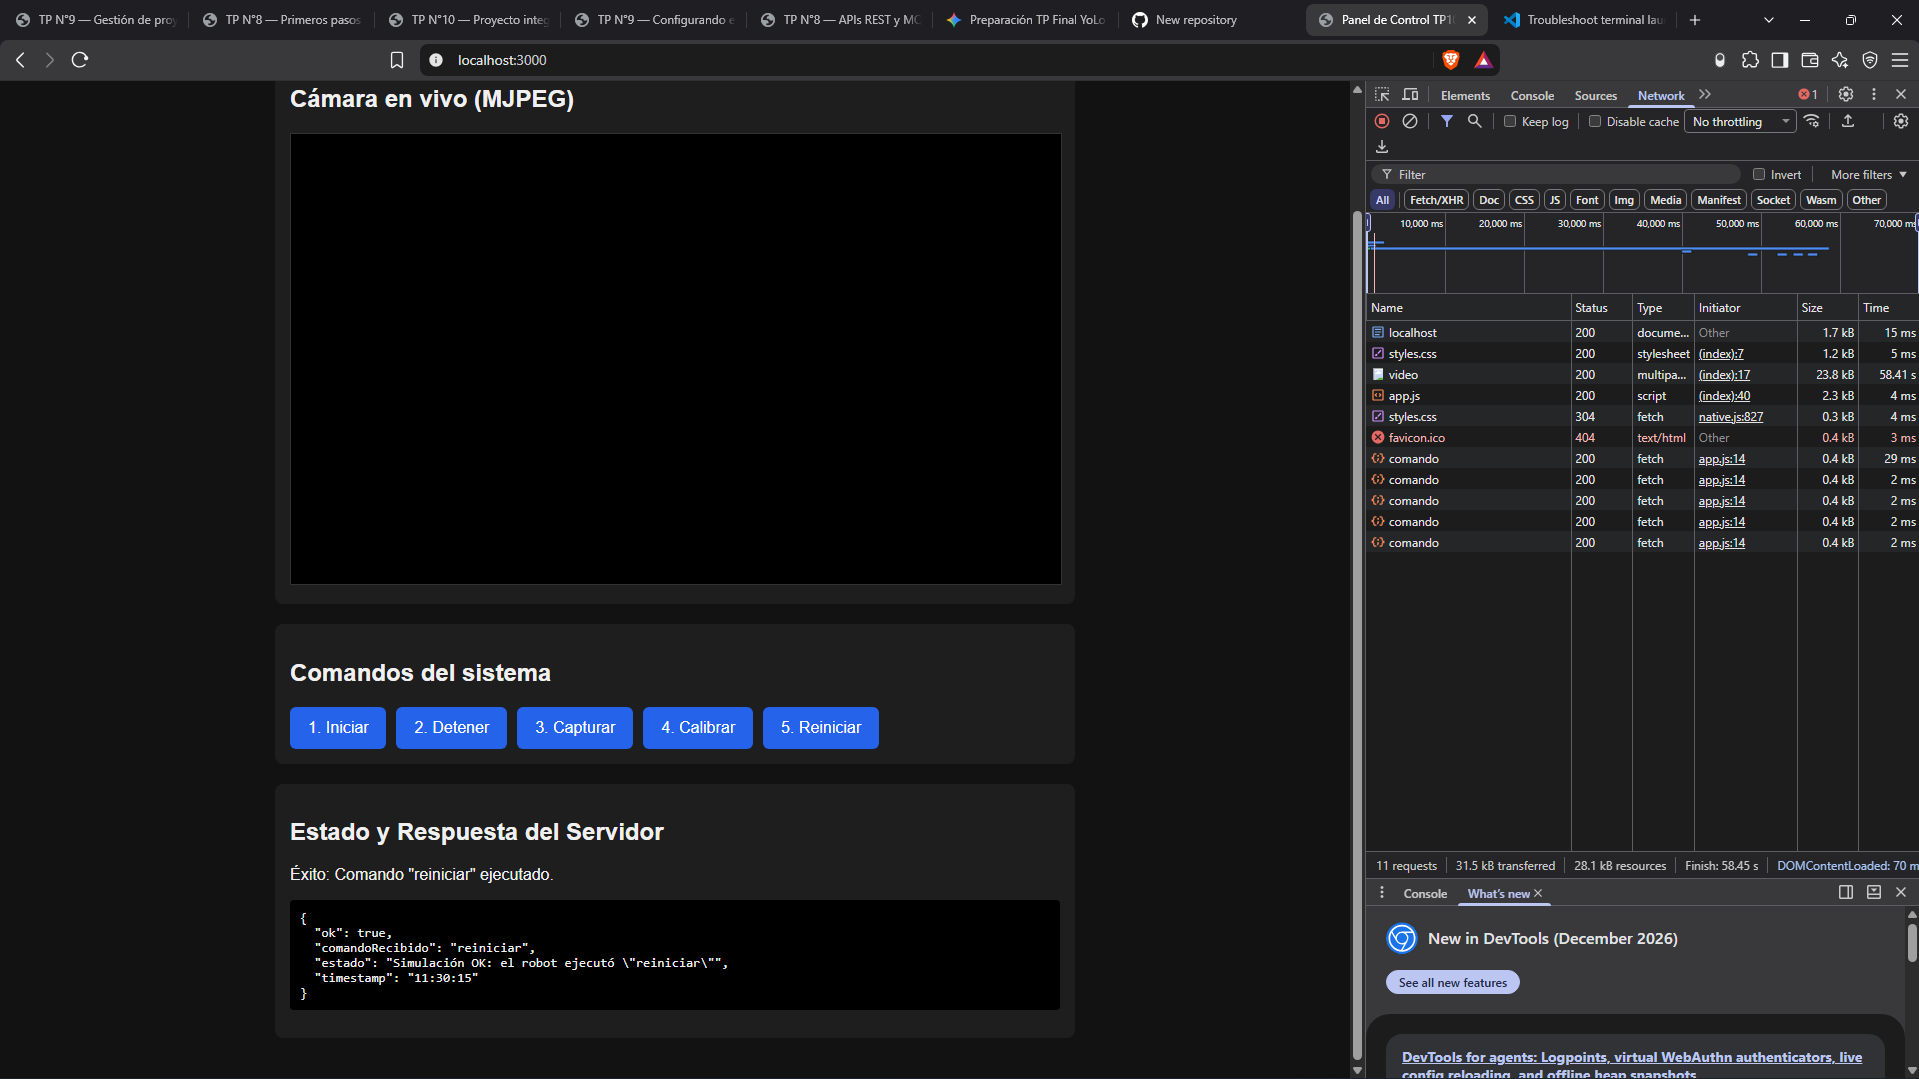 TP N°9 — Gestión de proy
TP N°8 — Primeros pasos
TP N°10 — Proyecto integ
TP N°9 — Configurando e
TP N°8 — APIs REST y MC
Preparación TP Final YoLo
New repository
Panel de Control TP1
Troubleshoot terminal lau
localhost:3000
Cámara en vivo (MJPEG)
Comandos del sistema
1. Iniciar
2. Detener
3. Capturar
4. Calibrar
5. Reiniciar
Estado y Respuesta del Servidor
Éxito: Comando "reiniciar" ejecutado.
{
"ok": true,
"comandoRecibido": "reiniciar",
"estado": "Simulación OK: el robot ejecutó \"reiniciar\"",
"timestamp": "11:30:15"
}
Elements Console Sources Network 1
Keep log Disable cache No throttling
Filter Invert More filters
All Fetch/XHR Doc CSS JS Font Img Media Manifest Socket Wasm Other
10,000 ms 20,000 ms 30,000 ms 40,000 ms 50,000 ms 60,000 ms 70,000 ms
Name Status Type Initiator Size Time
localhost 200 docume... Other 1.7 kB 15 ms
styles.css 200 stylesheet (index):7 1.2 kB 5 ms
video 200 multipa... (index):17 23.8 kB 58.41 s
app.js 200 script (index):40 2.3 kB 4 ms
styles.css 304 fetch native.js:827 0.3 kB 4 ms
favicon.ico 404 text/html Other 0.4 kB 3 ms
comando 200 fetch app.js:14 0.4 kB 29 ms
comando 200 fetch app.js:14 0.4 kB 2 ms
comando 200 fetch app.js:14 0.4 kB 2 ms
comando 200 fetch app.js:14 0.4 kB 2 ms
comando 200 fetch app.js:14 0.4 kB 2 ms
11 requests 31.5 kB transferred 28.1 kB resources Finish: 58.45 s DOMContentLoaded: 70 m
Console What's new
New in DevTools (December 2026)
See all new features
DevTools for agents: Logpoints, virtual WebAuthn authenticators, live
config reloading, and offline heap snapshots